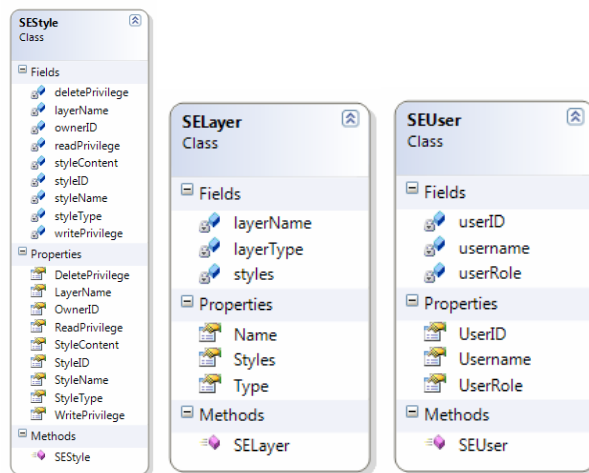 SEStyle
Class
Fields
deletePrivilege
layerName
ownerID
readPrivilege
styleContent
styleID
styleName
styleType
writePrivilege
Properties
DeletePrivilege
LayerName
OwnerID
ReadPrivilege
StyleContent
StyleID
StyleName
StyleType
WritePrivilege
Methods
SEStyle
SELayer
Class
Fields
layerName
layerType
styles
Properties
Name
Styles
Type
Methods
SELayer
SEUser
Class
Fields
userID
username
userRole
Properties
UserID
Username
UserRole
Methods
SEUser